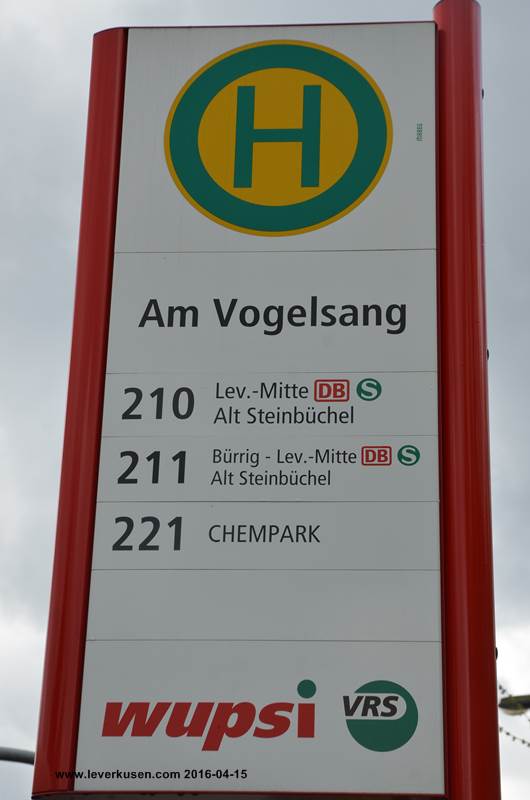 H
Am Vogelsang
210 Lev.-Mitte DB S
Alt Steinbüchel
211 Bürrig - Lev.-Mitte DB S
Alt Steinbüchel
221 CHEMPARK
wupsi VRS
www.leverkusen.com 2016-04-15